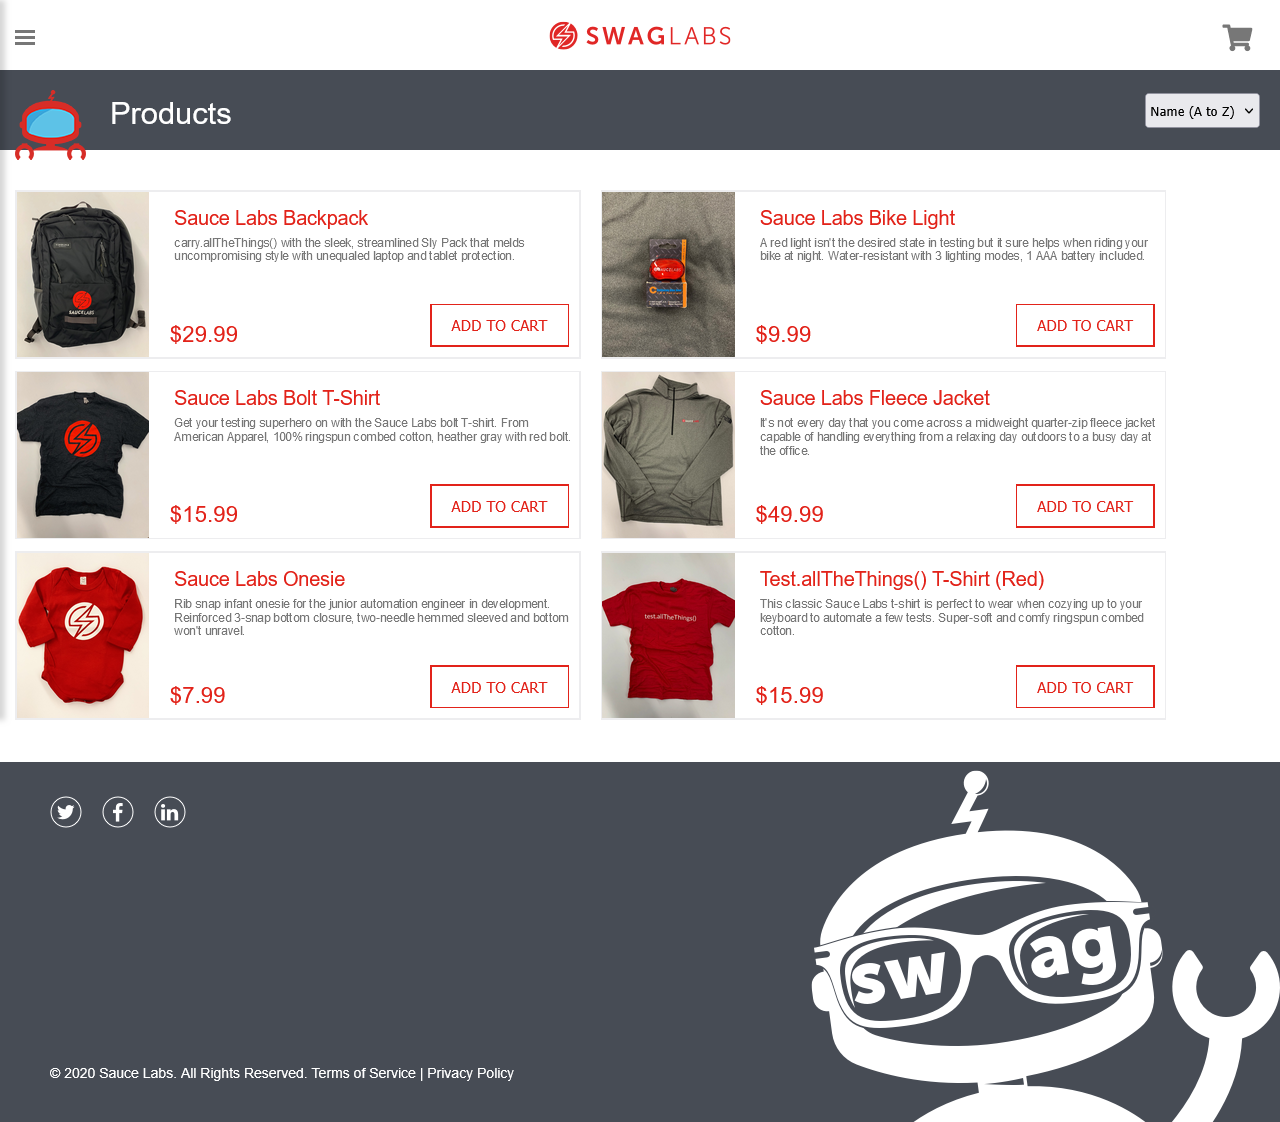 SWAGLABS
Products
Name (A to Z)
Sauce Labs Backpack
carry.allTheThings() with the sleek, streamlined Sly Pack that melds
uncompromising style with unequaled laptop and tablet protection.
$29.99
ADD TO CART
SAUCELABS
Sauce Labs Bike Light
A red light isn't the desired state in testing but it sure helps when riding your
bike at night. Water-resistant with 3 lighting modes, 1 AAA battery included.
$9.99
ADD TO CART
SAUCELABS
Sauce Labs Bolt T-Shirt
Get your testing superhero on with the Sauce Labs bolt T-shirt. From
American Apparel, 100% ringspun combed cotton, heather gray with red bolt.
$15.99
ADD TO CART
Sauce Labs Fleece Jacket
It's not every day that you come across a midweight quarter-zip fleece jacket
capable of handling everything from a relaxing day outdoors to a busy day at
the office.
$49.99
ADD TO CART
Sauce Labs Onesie
Rib snap infant onesie for the junior automation engineer in development.
Reinforced 3-snap bottom closure, two-needle hemmed sleeved and bottom
won't unravel.
$7.99
ADD TO CART
Test.allTheThings() T-Shirt (Red)
This classic Sauce Labs t-shirt is perfect to wear when cozying up to your
keyboard to automate a few tests. Super-soft and comfy ringspun combed
cotton.
$15.99
ADD TO CART
test.allTheThings()
swag
© 2020 Sauce Labs. All Rights Reserved. Terms of Service | Privacy Policy